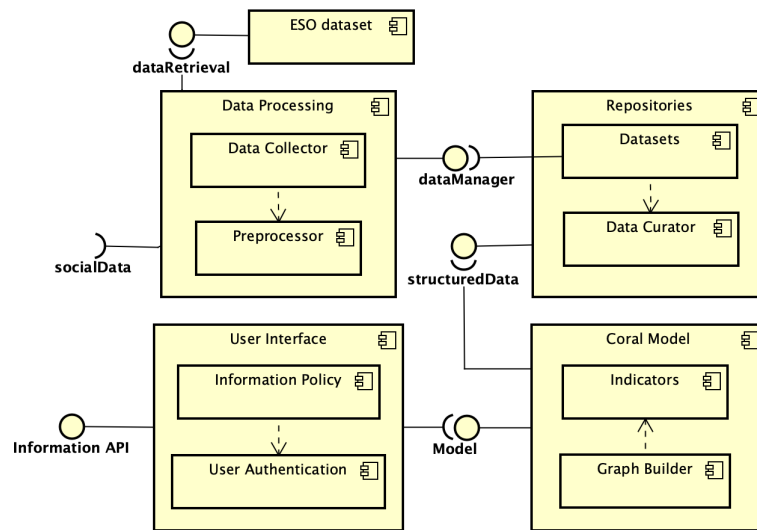 ESO dataset
dataRetrieval
Data Processing
Repositories
Data Collector
Datasets
dataManager
Preprocessor
Data Curator
socialData
structuredData
User Interface
Coral Model
Information Policy
Indicators
Information API
Model
User Authentication
Graph Builder